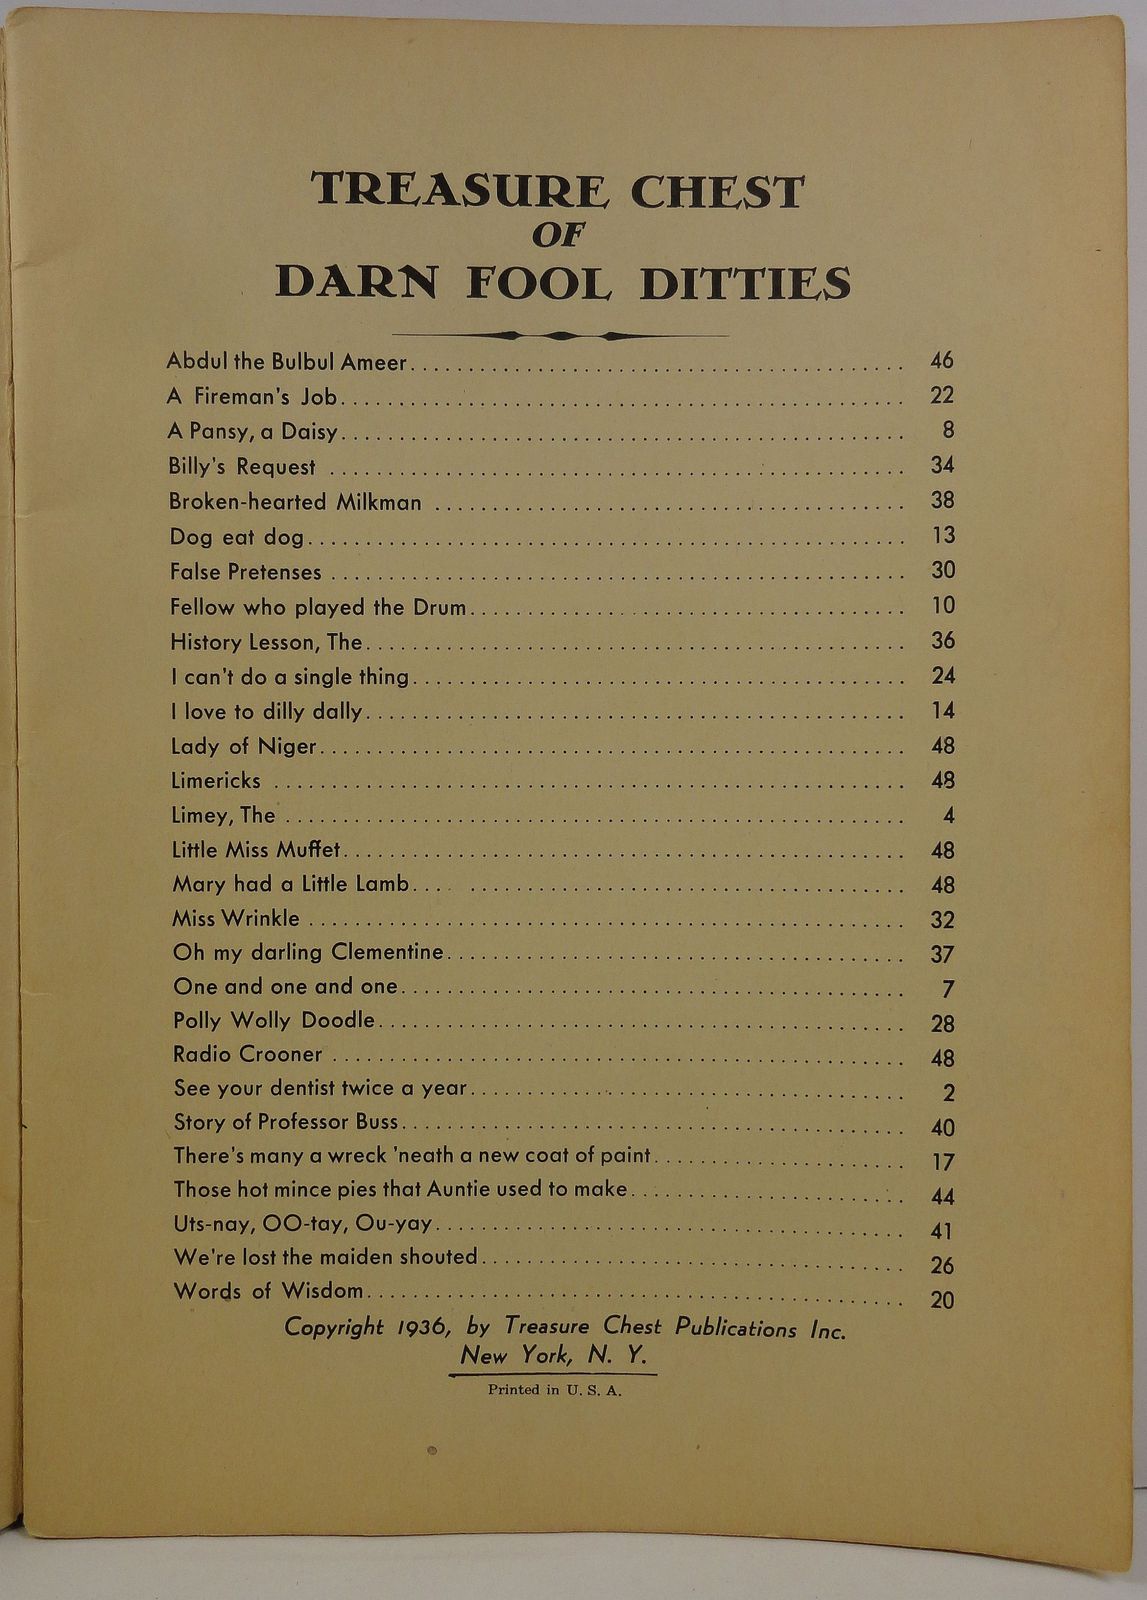 TREASURE CHEST
OF
DARN FOOL DITTIES
Abdul the Bulbul Ameer........................................... 46
A Fireman's Job................................................. 22
A Pansy, a Daisy................................................. 8
Billy's Request .................................................. 34
Broken-hearted Milkman ......................................... 38
Dog eat dog.................................................... 13
False Pretenses .................................................. 30
Fellow who played the Drum...................................... 10
History Lesson, The............................................... 36
I can't do a single thing........................................... 24
I love to dilly dally............................................... 14
Lady of Niger................................................... 48
Limericks ....................................................... 48
Limey, The ...................................................... 4
Little Miss Muffet................................................. 48
Mary had a Little Lamb.... ...................................... 48
Miss Wrinkle .................................................... 32
Oh my darling Clementine........................................ 37
One and one and one............................................ 7
Polly Wolly Doodle.............................................. 28
Radio Crooner .................................................. 48
See your dentist twice a year...................................... 2
Story of Professor Buss............................................ 40
There's many a wreck 'neath a new coat of paint...................... 17
Those hot mince pies that Auntie used to make........................ 44
Uts-nay, OO-tay, Ou-yay......................................... 41
We're lost the maiden shouted..................................... 26
Words of Wisdom............................................... 20
Copyright 1936, by Treasure Chest Publications Inc.
New York, N. Y.
Printed in U. S. A.